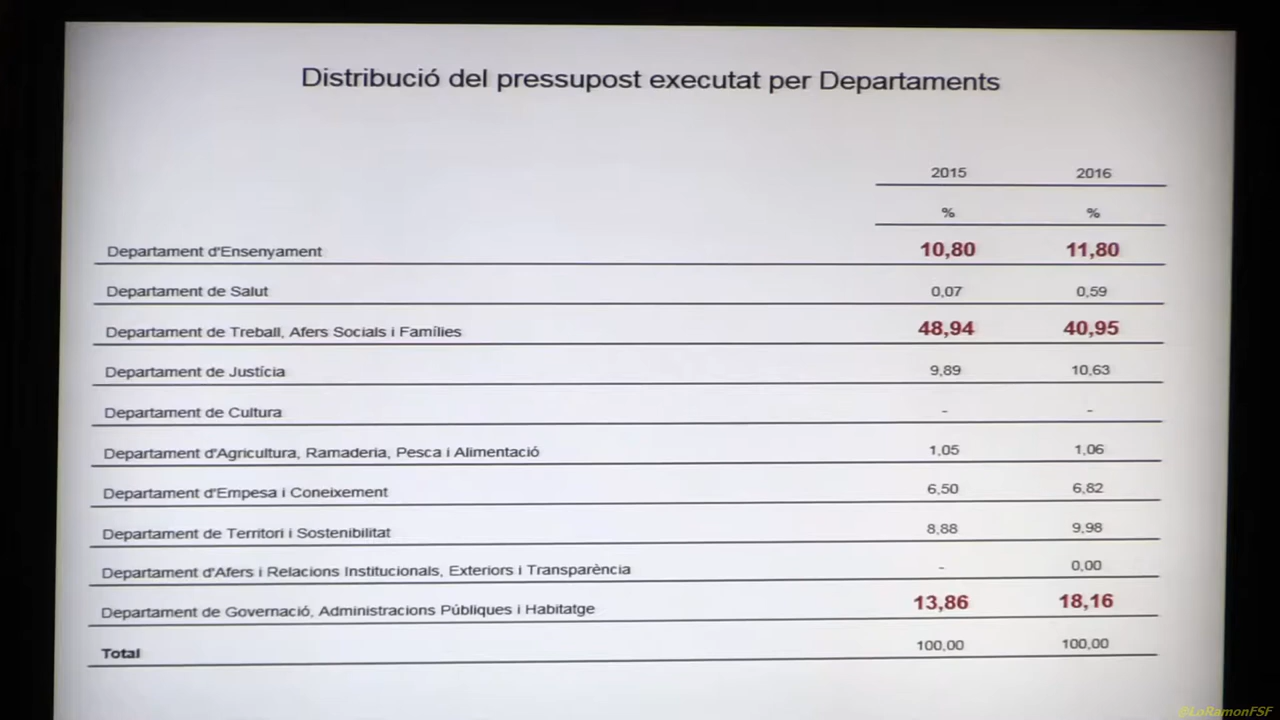 Distribució del pressupost executat per Departaments
2015 2016
% %
Departament d'Ensenyament 10,80 11,80
Departament de Salut 0,07 0,59
Departament de Treball, Afers Socials i Famílies 48,94 40,95
Departament de Justícia 9,89 10,63
Departament de Cultura - -
Departament d'Agricultura, Ramaderia, Pesca i Alimentació 1,05 1,06
Departament d'Empesa i Coneixement 6,50 6,82
Departament de Territori i Sostenibilitat 8,88 9,98
Departament d'Afers i Relacions Institucionals, Exteriors i Transparència - 0,00
Departament de Governació, Administracions Públiques i Habitatge 13,86 18,16
Total 100,00 100,00
@LoRamonFSF